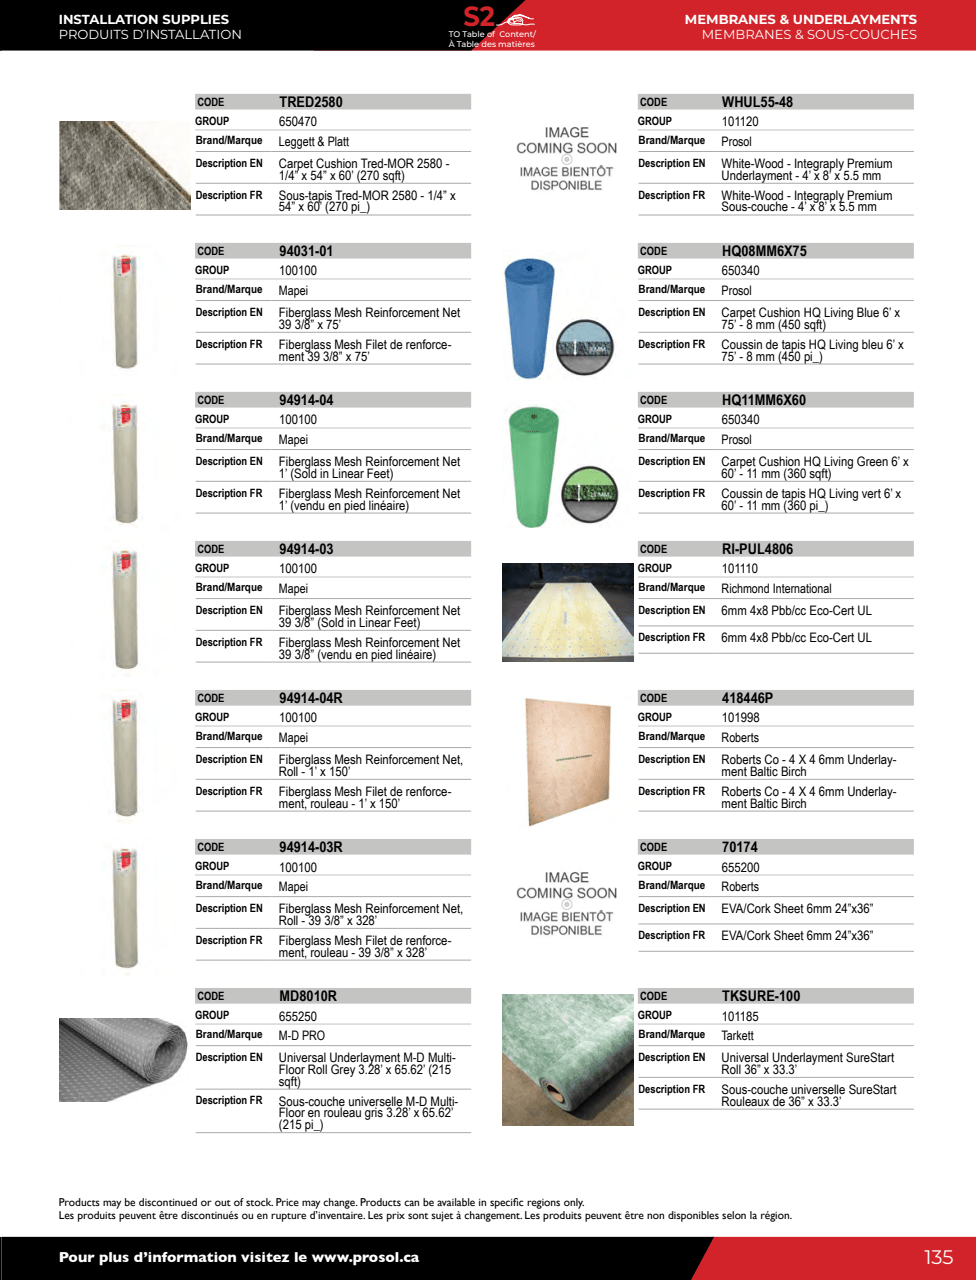 INSTALLATION SUPPLIES
PRODUITS D'INSTALLATION
S2
TO Table of Content/
À Table des matières
MEMBRANES & UNDERLAYMENTS
MEMBRANES & SOUS-COUCHES
CODE TRED2580
GROUP 650470
Brand/Marque Leggett & Platt
Description EN Carpet Cushion Tred-MOR 2580 -
1/4” x 54” x 60’ (270 sqft)
Description FR Sous-tapis Tred-MOR 2580 - 1/4” x
54” x 60’ (270 pi_)
CODE 94031-01
GROUP 100100
Brand/Marque Mapei
Description EN Fiberglass Mesh Reinforcement Net
39 3/8” x 75’
Description FR Fiberglass Mesh Filet de renforce-
ment 39 3/8” x 75’
CODE 94914-04
GROUP 100100
Brand/Marque Mapei
Description EN Fiberglass Mesh Reinforcement Net
1’ (Sold in Linear Feet)
Description FR Fiberglass Mesh Reinforcement Net
1’ (vendu en pied linéaire)
CODE 94914-03
GROUP 100100
Brand/Marque Mapei
Description EN Fiberglass Mesh Reinforcement Net
39 3/8” (Sold in Linear Feet)
Description FR Fiberglass Mesh Reinforcement Net
39 3/8” (vendu en pied linéaire)
CODE 94914-04R
GROUP 100100
Brand/Marque Mapei
Description EN Fiberglass Mesh Reinforcement Net,
Roll - 1’ x 150’
Description FR Fiberglass Mesh Filet de renforce-
ment, rouleau - 1’ x 150’
CODE 94914-03R
GROUP 100100
Brand/Marque Mapei
Description EN Fiberglass Mesh Reinforcement Net,
Roll - 39 3/8” x 328’
Description FR Fiberglass Mesh Filet de renforce-
ment, rouleau - 39 3/8” x 328’
CODE MD8010R
GROUP 655250
Brand/Marque M-D PRO
Description EN Universal Underlayment M-D Multi-
Floor Roll Grey 3.28’ x 65.62’ (215
sqft)
Description FR Sous-couche universelle M-D Multi-
Floor en rouleau gris 3.28’ x 65.62’
(215 pi_)
IMAGE
COMING SOON
IMAGE BIENTÔT
DISPONIBLE
CODE WHUL55-48
GROUP 101120
Brand/Marque Prosol
Description EN White-Wood - Integraply Premium
Underlayment - 4’ x 8’ x 5.5 mm
Description FR White-Wood - Integraply Premium
Sous-couche - 4’ x 8’ x 5.5 mm
CODE HQ08MM6X75
GROUP 650340
Brand/Marque Prosol
Description EN Carpet Cushion HQ Living Blue 6’ x
75’ - 8 mm (450 sqft)
Description FR Coussin de tapis HQ Living bleu 6’ x
75’ - 8 mm (450 pi_)
CODE HQ11MM6X60
GROUP 650340
Brand/Marque Prosol
Description EN Carpet Cushion HQ Living Green 6’ x
60’ - 11 mm (360 sqft)
Description FR Coussin de tapis HQ Living vert 6’ x
60’ - 11 mm (360 pi_)
CODE RI-PUL4806
GROUP 101110
Brand/Marque Richmond International
Description EN 6mm 4x8 Pbb/cc Eco-Cert UL
Description FR 6mm 4x8 Pbb/cc Eco-Cert UL
CODE 418446P
GROUP 101998
Brand/Marque Roberts
Description EN Roberts Co - 4 X 4 6mm Underlay-
ment Baltic Birch
Description FR Roberts Co - 4 X 4 6mm Underlay-
ment Baltic Birch
IMAGE
COMING SOON
IMAGE BIENTÔT
DISPONIBLE
CODE 70174
GROUP 655200
Brand/Marque Roberts
Description EN EVA/Cork Sheet 6mm 24”x36”
Description FR EVA/Cork Sheet 6mm 24”x36”
CODE TKSURE-100
GROUP 101185
Brand/Marque Tarkett
Description EN Universal Underlayment SureStart
Roll 36” x 33.3’
Description FR Sous-couche universelle SureStart
Rouleaux de 36” x 33.3’
Products may be discontinued or out of stock. Price may change. Products can be available in specific regions only.
Les produits peuvent être discontinués ou en rupture d’inventaire. Les prix sont sujet à changement. Les produits peuvent être non disponibles selon la région.
Pour plus d’information visitez le www.prosol.ca
135